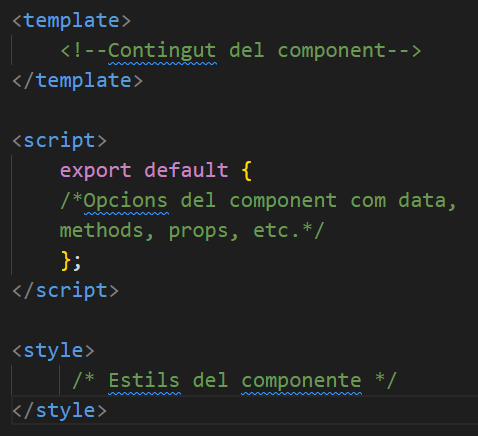 <template>
<!--Contingut del component-->
</template>
<script>
export default {
/*Opcions del component com data,
methods, props, etc.*/
};
</script>
<style>
/* Estils del componente */
</style>